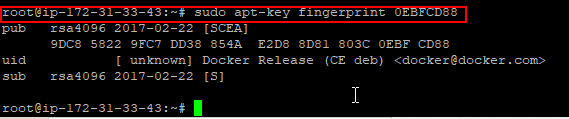 root@ip-172-31-33-43:~# sudo apt-key fingerprint 0EBFCD88
pub   rsa4096 2017-02-22 [SCEA]
      9DC8 5822 9FC7 DD38 854A  E2D8 8D81 803C 0EBF CD88
uid           [ unknown] Docker Release (CE deb) <docker@docker.com>
sub   rsa4096 2017-02-22 [S]
root@ip-172-31-33-43:~#